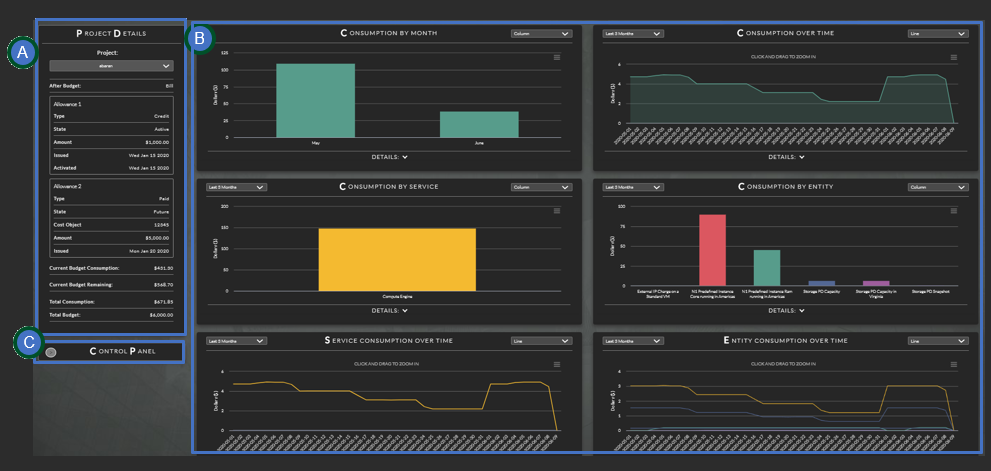 A
PROJECT DETAILS
Project:
After Budget: Bill
Allowance 1
Type Credit
State Active
Amount $1,000.00
Issued Wed Jan 15 2020
Activated Wed Jan 15 2020
Allowance 2
Type Paid
State Future
Cost Object 12345
Amount $5,000.00
Issued Mon Jan 20 2020
Current Budget Consumption: $431.30
Current Budget Remaining: $568.70
Total Consumption: $671.85
Total Budget: $6,000.00
C
CONTROL PANEL
B
CONSUMPTION BY MONTH
Column
Dollars ($)
125
100
75
50
25
0
May June
DETAILS:
Last 3 Months
CONSUMPTION OVER TIME
Line
CLICK AND DRAG TO ZOOM IN
Dollars ($)
6
4
2
0
DETAILS:
Last 3 Months
CONSUMPTION BY SERVICE
Column
Dollars ($)
200
150
100
50
0
Compute Engine
DETAILS:
Last 3 Months
CONSUMPTION BY ENTITY
Column
Dollars ($)
100
75
50
25
0
External IP Charge on a Standard VM
N1 Predefined Instance Core running in Americas
N1 Predefined Instance Ram running in Americas
Storage PD Capacity
Storage PD Capacity in Virginia
Storage PD Snapshot
DETAILS:
Last 3 Months
SERVICE CONSUMPTION OVER TIME
Line
CLICK AND DRAG TO ZOOM IN
Dollars ($)
6
4
2
0
Last 3 Months
ENTITY CONSUMPTION OVER TIME
Line
CLICK AND DRAG TO ZOOM IN
Dollars ($)
4
3
2
1
0